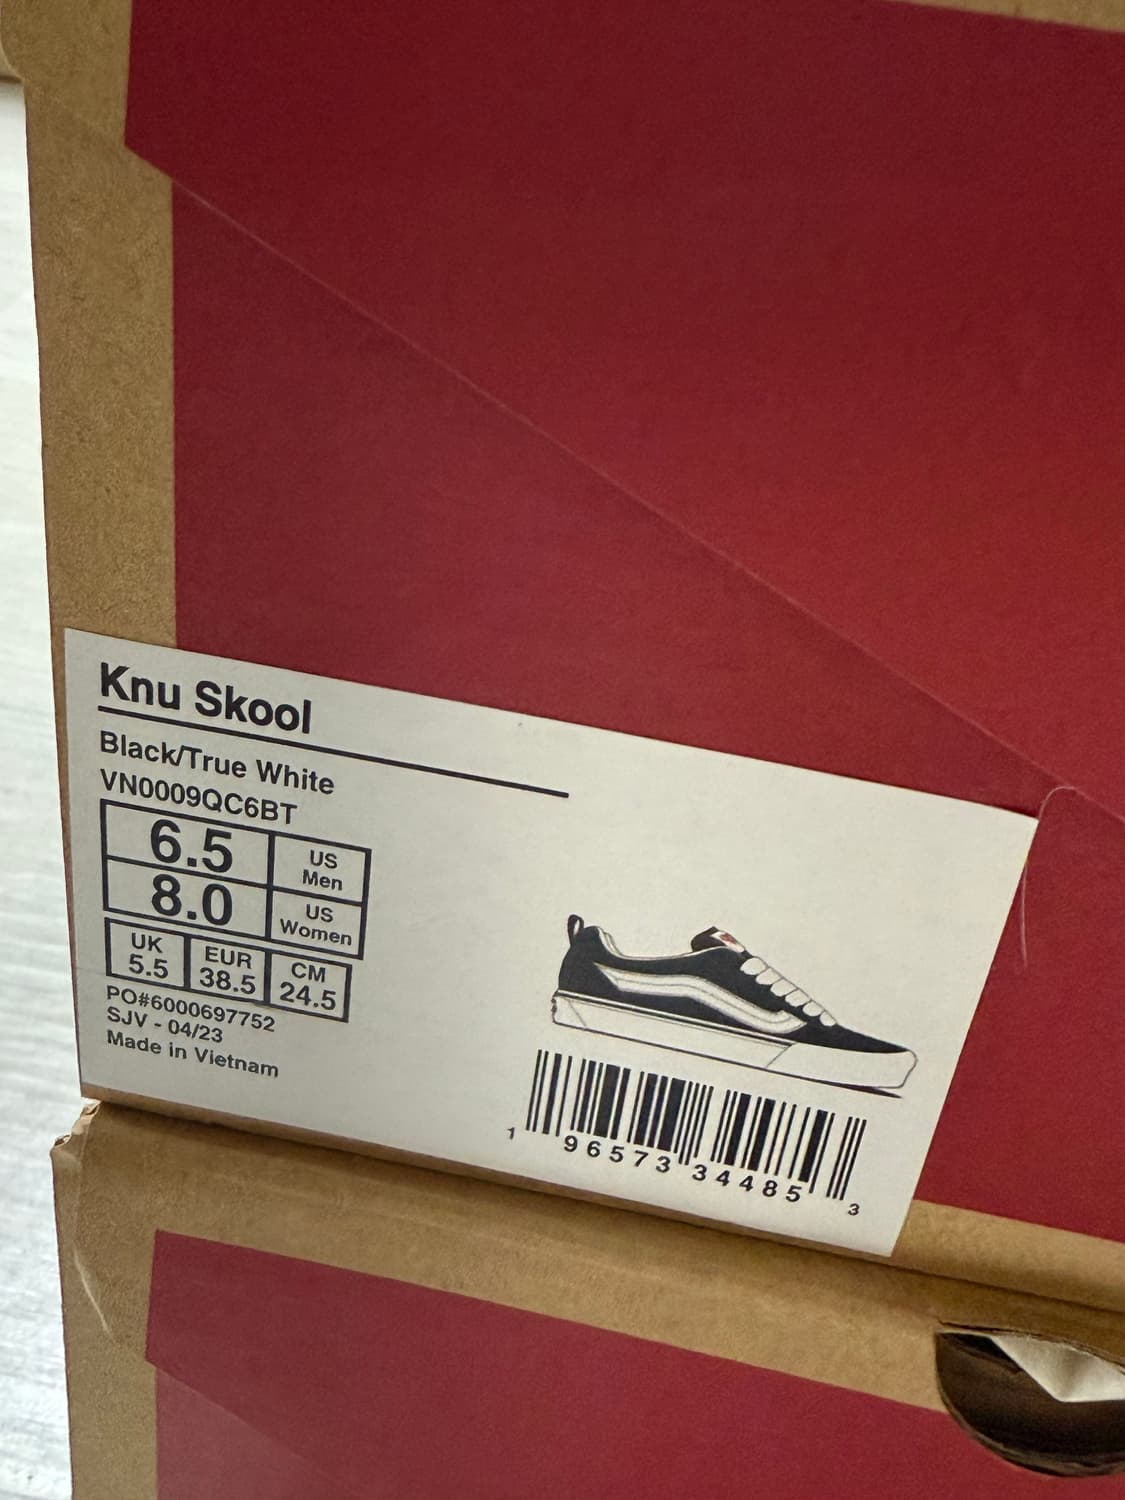 Knu Skool
Black/True White
VN0009QC6BT
6.5 US Men
8.0 US Women
UK 5.5 EUR 38.5 CM 24.5
PO#6000697752
SJV - 04/23
Made in Vietnam
1 96573 34485 3